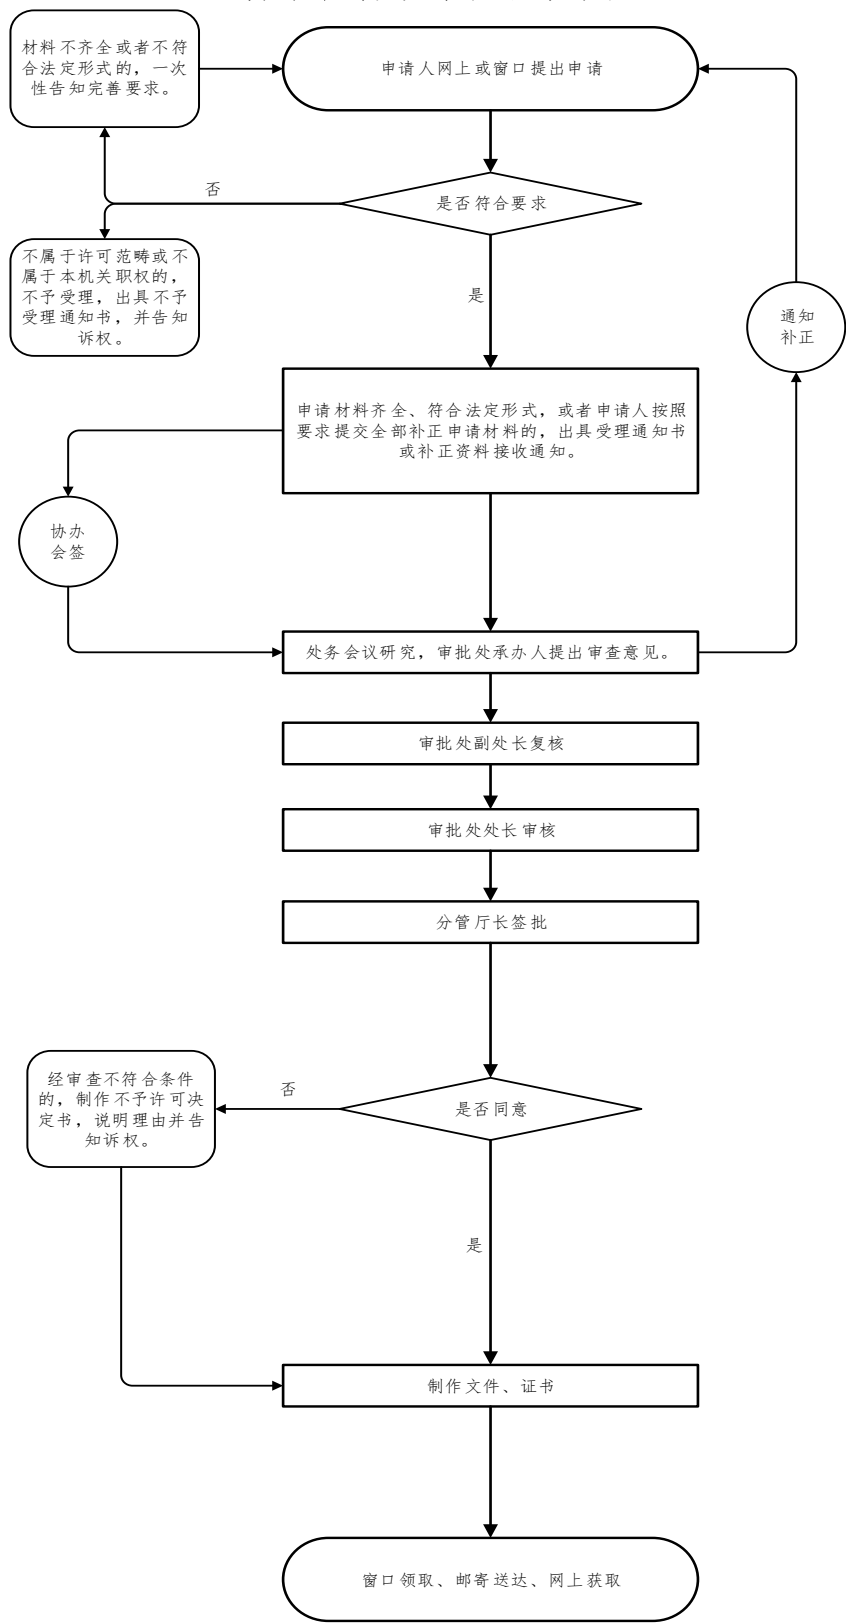 材料不齐全或者不符
合法定形式的，一次
性告知完善要求。
申请人网上或窗口提出申请
否
是否符合要求
不属于许可范畴或不
属于本机关职权的，
不予受理，出具不予
受理通知书，并告知
诉权。
是
通知
补正
申请材料齐全、符合法定形式，或者申请人按照
要求提交全部补正申请材料的，出具受理通知书
或补正资料接收通知。
协办
会签
处务会议研究，审批处承办人提出审查意见。
审批处副处长复核
审批处处长审核
分管厅长签批
经审查不符合条件
的，制作不予许可决
定书，说明理由并告
知诉权。
否
是否同意
是
制作文件、证书
窗口领取、邮寄送达、网上获取